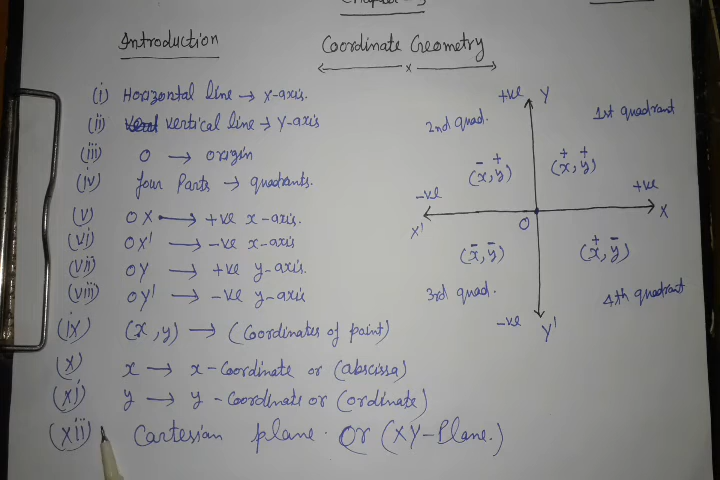 Introduction
Coordinate Geometry
(i) Horizontal line → x-axis.
(ii) vertical line → Y-axis
(iii) O → origin
(iv) four Parts → quadrants.
(v) OX → +ve x-axis.
(vi) OX' → -ve x-axis
(vii) OY → +ve y-axis.
(viii) OY' → -ve y-axis
(ix) (x,y) → (Coordinates of point)
(x) x → x-Coordinate or (abscissa)
(xi) y → y-Coordinate or (ordinate)
(xii) Cartesian plane. Or (XY-Plane.)
+ve Y
2nd quad.
1st quadrant
- +
(x,y)
+ +
(x,y)
-ve
+ve
X'
O
X
- -
(x,y)
+ -
(x,y)
3rd quad.
4th quadrant
-ve Y'